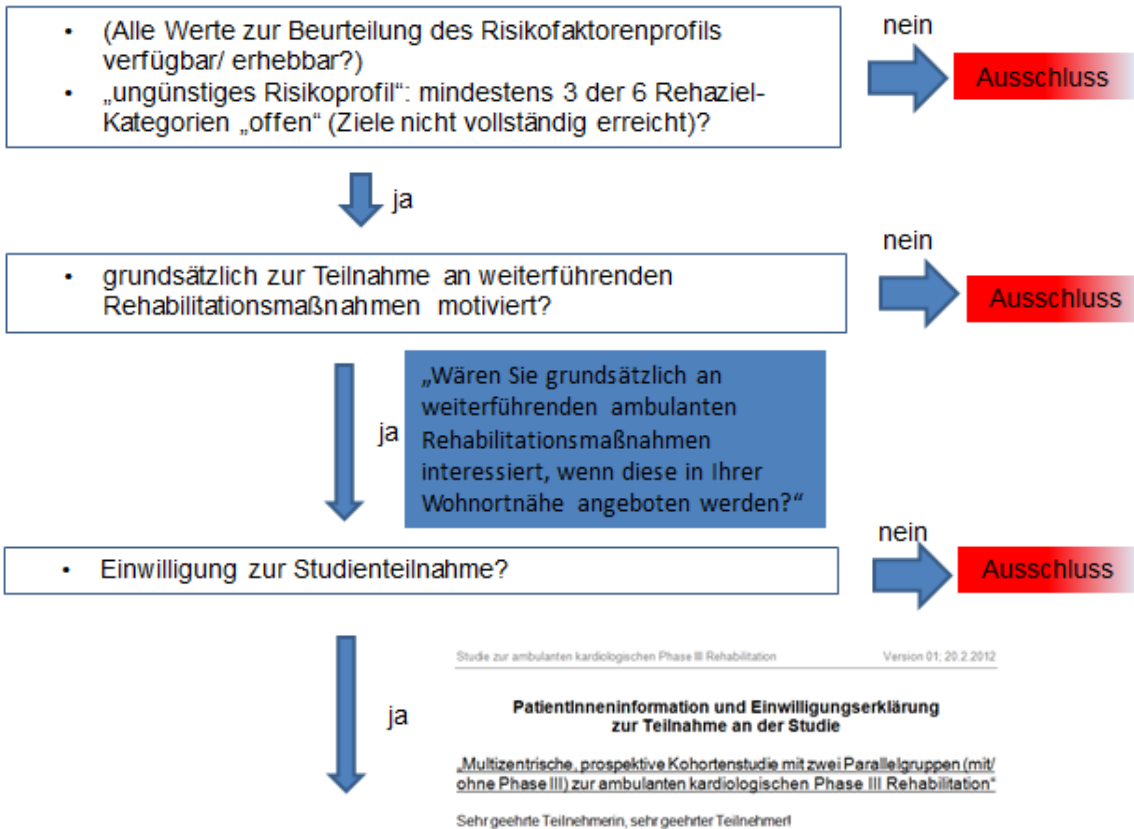 • (Alle Werte zur Beurteilung des Risikofaktorenprofils
verfügbar/ erhebbar?)
• „ungünstiges Risikoprofil“: mindestens 3 der 6 Rehaziel-
Kategorien „offen“ (Ziele nicht vollständig erreicht)?
nein
Ausschluss
ja
• grundsätzlich zur Teilnahme an weiterführenden
Rehabilitationsmaßnahmen motiviert?
nein
Ausschluss
ja
„Wären Sie grundsätzlich an
weiterführenden ambulanten
Rehabilitationsmaßnahmen
interessiert, wenn diese in Ihrer
Wohnortnähe angeboten werden?“
• Einwilligung zur Studienteilnahme?
nein
Ausschluss
ja
Studie zur ambulanten kardiologischen Phase III Rehabilitation Version 01; 20.2.2012
PatientInneninformation und Einwilligungserklärung
zur Teilnahme an der Studie
„Multizentrische, prospektive Kohortenstudie mit zwei Parallelgruppen (mit/
ohne Phase III) zur ambulanten kardiologischen Phase III Rehabilitation“
Sehr geehrte Teilnehmerin, sehr geehrter Teilnehmer!